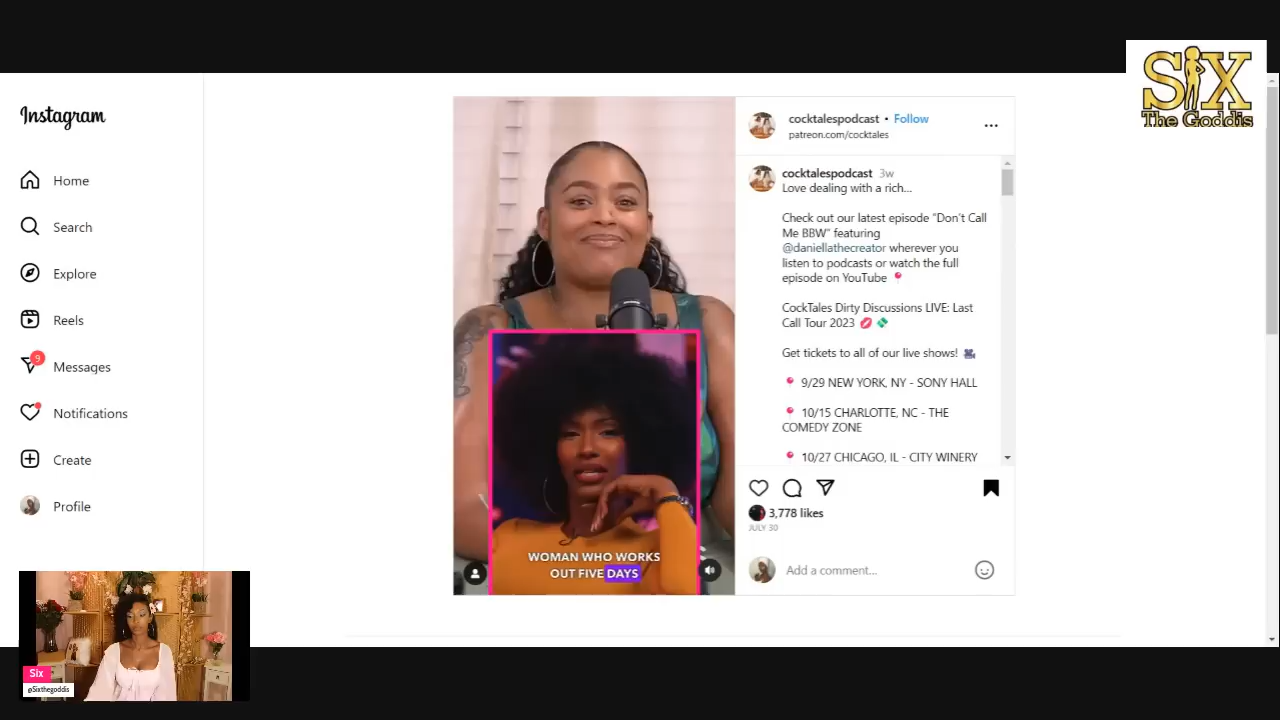 SIX
The Goddis
Instagram
Home
Search
Explore
Reels
9
Messages
Notifications
Create
Profile
Six
@Sixthegoddis
WOMAN WHO WORKS
OUT FIVE DAYS
cocktalespodcast • Follow
patreon.com/cocktales
cocktalespodcast 3w
Love dealing with a rich...
Check out our latest episode "Don't Call
Me BBW" featuring
@daniellathecreator wherever you
listen to podcasts or watch the full
episode on YouTube
CockTales Dirty Discussions LIVE: Last
Call Tour 2023
Get tickets to all of our live shows!
9/29 NEW YORK, NY - SONY HALL
10/15 CHARLOTTE, NC - THE
COMEDY ZONE
10/27 CHICAGO, IL - CITY WINERY
3,778 likes
JULY 30
Add a comment...